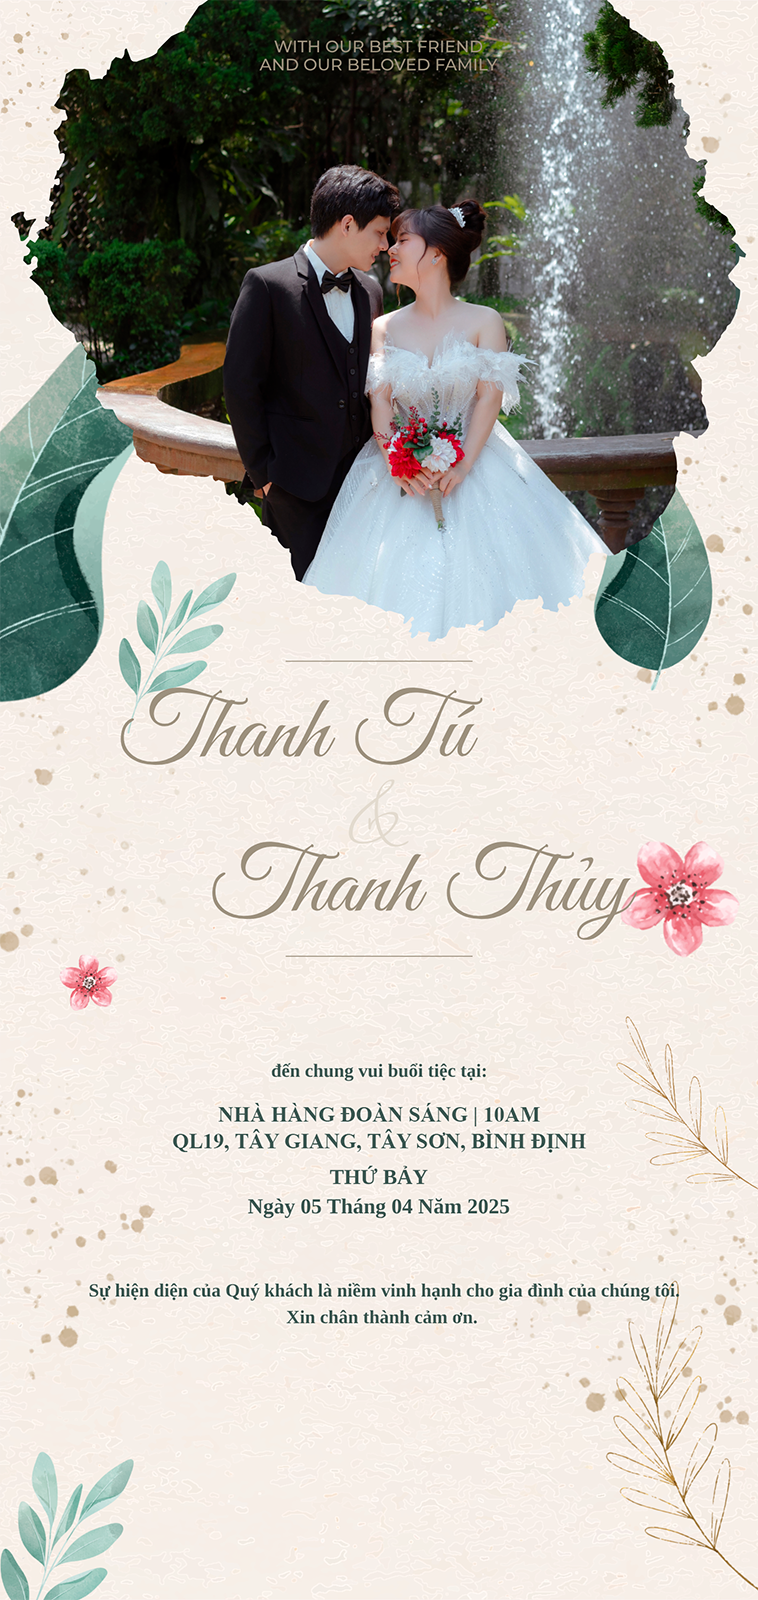 WITH OUR BEST FRIEND
AND OUR BELOVED FAMILY
Thanh Tú
&
Thanh Thủy
đến chung vui buổi tiệc tại:
NHÀ HÀNG ĐOÀN SÁNG | 10AM
QL19, TÂY GIANG, TÂY SƠN, BÌNH ĐỊNH
THỨ BẢY
Ngày 05 Tháng 04 Năm 2025
Sự hiện diện của Quý khách là niềm vinh hạnh cho gia đình của chúng tôi.
Xin chân thành cảm ơn.